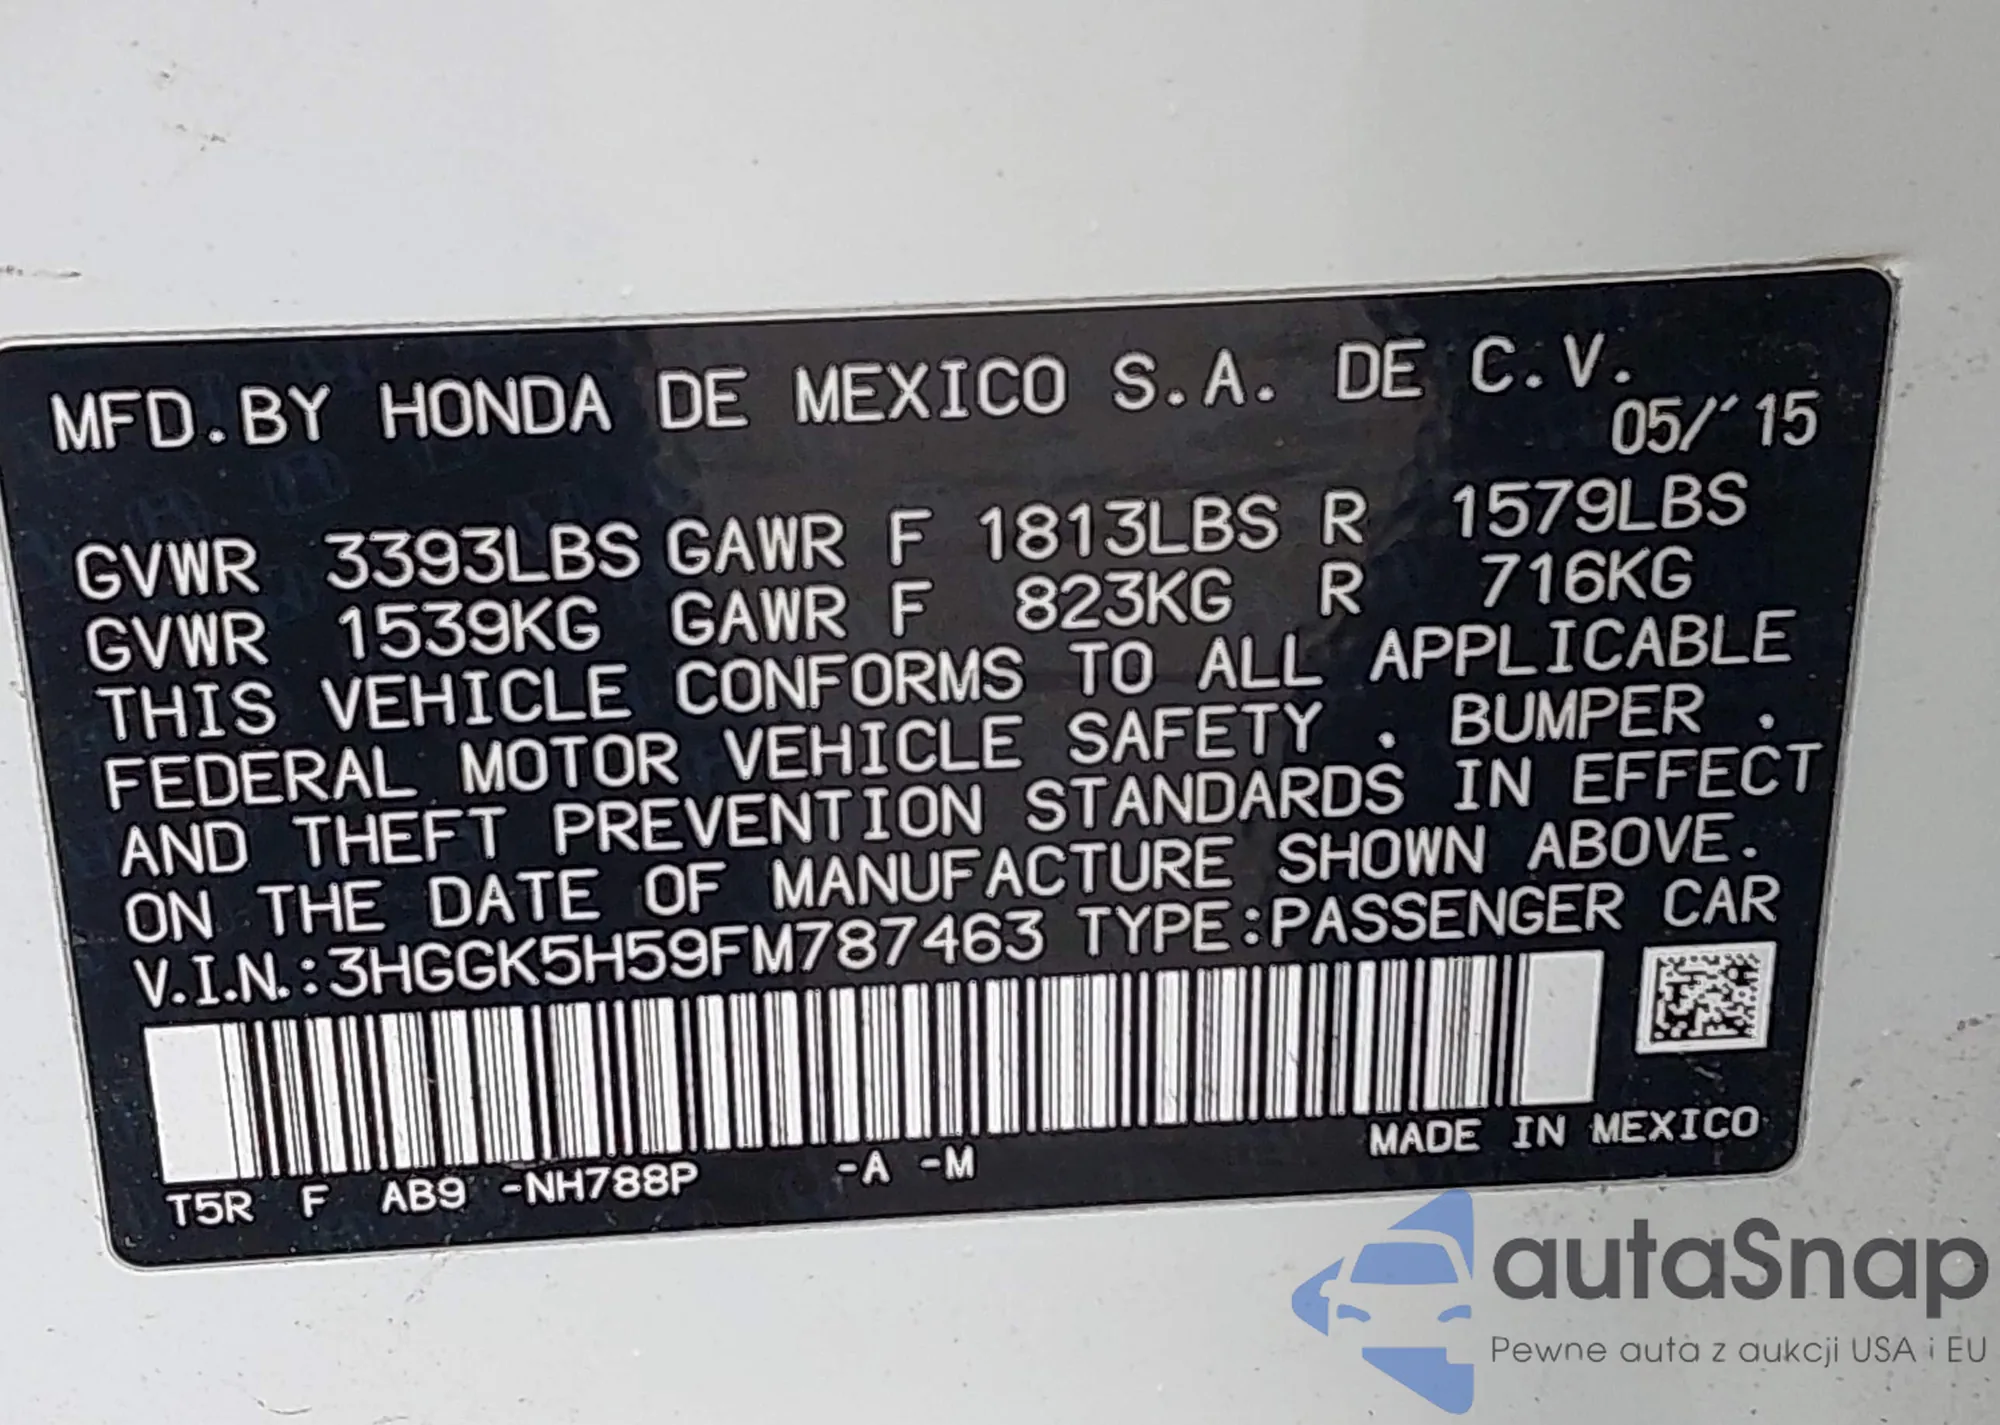 MFD.BY HONDA DE MEXICO S.A. DE C.V.
05/'15
GVWR 3393LBS GAWR F 1813LBS R 1579LBS
GVWR 1539KG GAWR F 823KG R 716KG
THIS VEHICLE CONFORMS TO ALL APPLICABLE
FEDERAL MOTOR VEHICLE SAFETY . BUMPER .
AND THEFT PREVENTION STANDARDS IN EFFECT
ON THE DATE OF MANUFACTURE SHOWN ABOVE.
V.I.N.:3HGGK5H59FM787463 TYPE:PASSENGER CAR
MADE IN MEXICO
T5R F AB9 -NH788P -A -M
autaSnap
Pewne auta z aukcji USA i EU